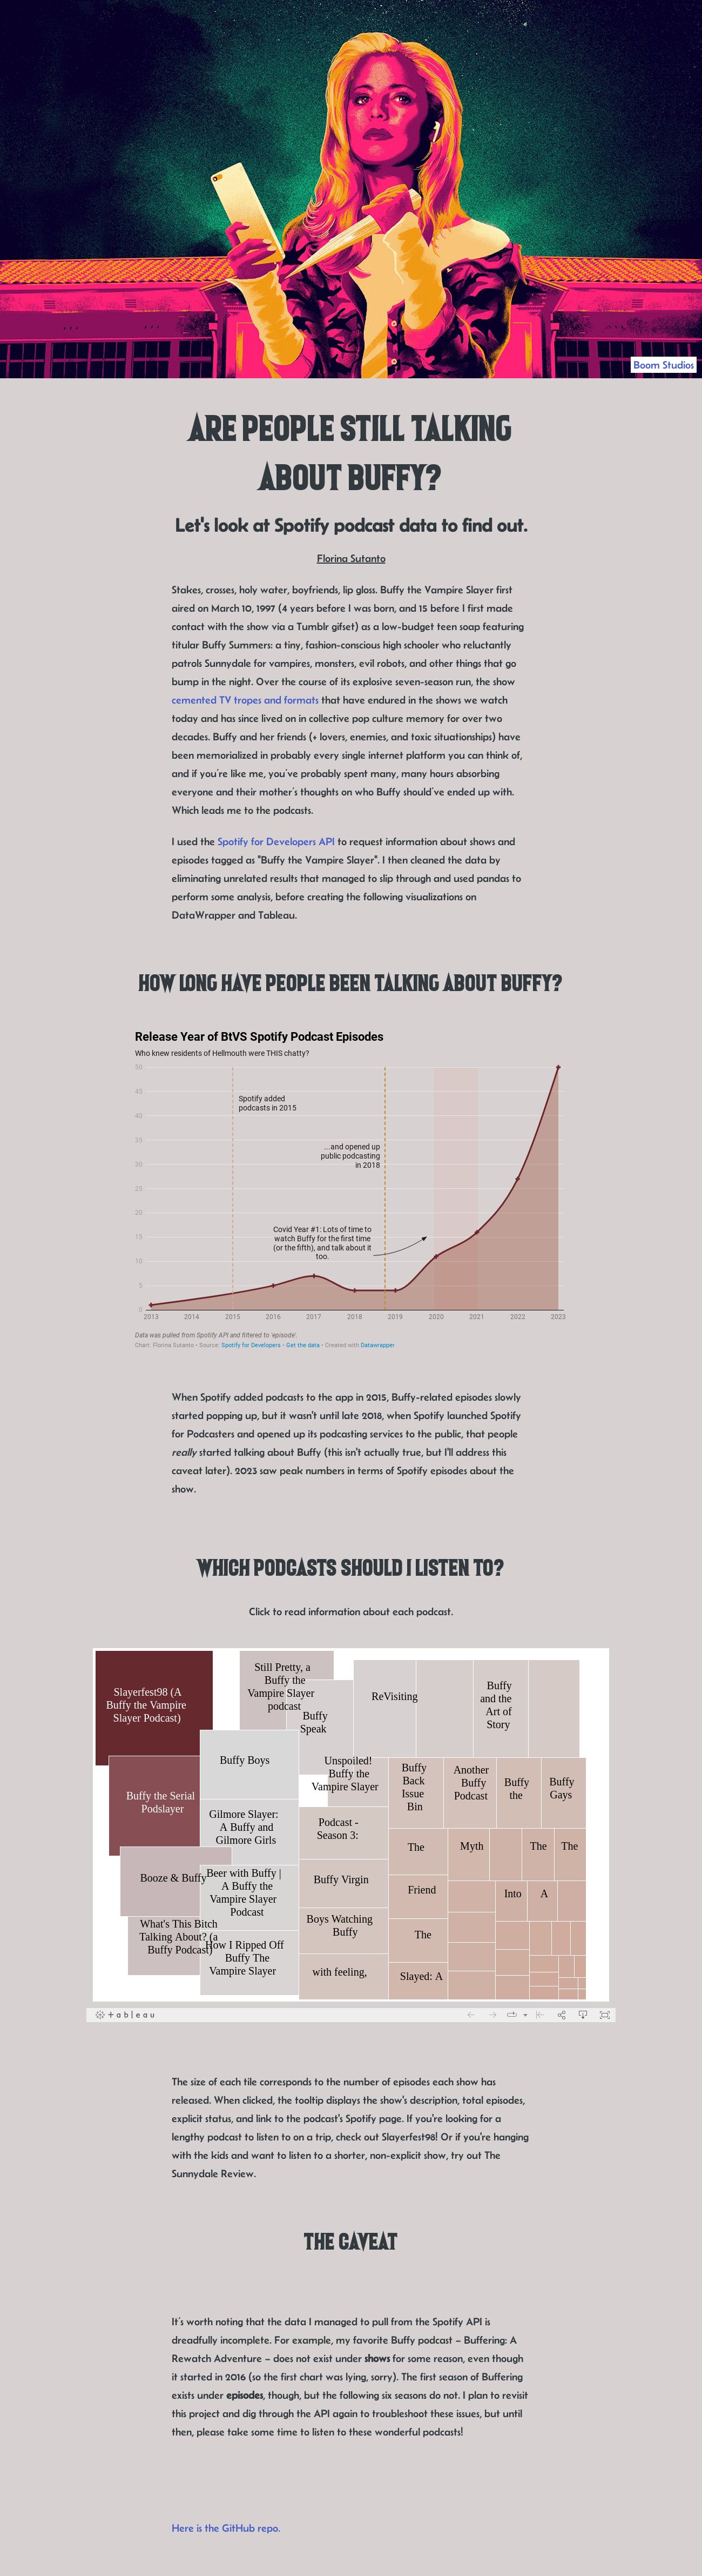 Boom Studios
ARE PEOPLE STILL TALKING
ABOUT BUFFY?
Let's look at Spotify podcast data to find out.
Florina Sutanto
Stakes, crosses, holy water, boyfriends, lip gloss. Buffy the Vampire Slayer first
aired on March 10, 1997 (4 years before I was born, and 15 before I first made
contact with the show via a Tumblr gifset) as a low-budget teen soap featuring
titular Buffy Summers: a tiny, fashion-conscious high schooler who reluctantly
patrols Sunnydale for vampires, monsters, evil robots, and other things that go
bump in the night. Over the course of its explosive seven-season run, the show
cemented TV tropes and formats that have endured in the shows we watch
today and has since lived on in collective pop culture memory for over two
decades. Buffy and her friends (+ lovers, enemies, and toxic situationships) have
been memorialized in probably every single internet platform you can think of,
and if you're like me, you've probably spent many, many hours absorbing
everyone and their mother's thoughts on who Buffy should've ended up with.
Which leads me to the podcasts.
I used the Spotify for Developers API to request information about shows and
episodes tagged as "Buffy the Vampire Slayer". I then cleaned the data by
eliminating unrelated results that managed to slip through and used pandas to
perform some analysis, before creating the following visualizations on
DataWrapper and Tableau.
HOW LONG HAVE PEOPLE BEEN TALKING ABOUT BUFFY?
Release Year of BtVS Spotify Podcast Episodes
Who knew residents of Hellmouth were THIS chatty?
50
45
40
35
30
25
20
15
10
5
0
Spotify added
podcasts in 2015
...and opened up
public podcasting
in 2018
Covid Year #1: Lots of time to
watch Buffy for the first time
(or the fifth), and talk about it
too.
2013 2014 2015 2016 2017 2018 2019 2020 2021 2022 2023
Data was pulled from Spotify API and filtered to 'episode'.
Chart: Florina Sutanto • Source: Spotify for Developers • Get the data • Created with Datawrapper
When Spotify added podcasts to the app in 2015, Buffy-related episodes slowly
started popping up, but it wasn't until late 2018, when Spotify launched Spotify
for Podcasters and opened up its podcasting services to the public, that people
really started talking about Buffy (this isn't actually true, but I'll address this
caveat later). 2023 saw peak numbers in terms of Spotify episodes about the
show.
WHICH PODCASTS SHOULD I LISTEN TO?
Click to read information about each podcast.
Slayerfest98 (A
Buffy the Vampire
Slayer Podcast)
Buffy the Serial
Podslayer
Booze & Buffy
What's This Bitch
Talking About? (a
Buffy Podcast)
Still Pretty, a
Buffy the
Vampire Slayer
podcast
Buffy
Speak
Buffy Boys
Gilmore Slayer:
A Buffy and
Gilmore Girls
Beer with Buffy |
A Buffy the
Vampire Slayer
Podcast
How I Ripped Off
Buffy The
Vampire Slayer
ReVisiting
Buffy
and the
Art of
Story
Unspoiled!
Buffy the
Vampire Slayer
Podcast -
Season 3:
Buffy Virgin
Boys Watching
Buffy
with feeling,
Buffy
Back
Issue
Bin
Another
Buffy
Podcast
Buffy
the
Buffy
Gays
The
Friend
The
Slayed: A
Myth
The
The
Into
A
+ableau
The size of each tile corresponds to the number of episodes each show has
released. When clicked, the tooltip displays the show's description, total episodes,
explicit status, and link to the podcast's Spotify page. If you're looking for a
lengthy podcast to listen to on a trip, check out Slayerfest98! Or if you're hanging
with the kids and want to listen to a shorter, non-explicit show, try out The
Sunnydale Review.
THE CAVEAT
It's worth noting that the data I managed to pull from the Spotify API is
dreadfully incomplete. For example, my favorite Buffy podcast – Buffering: A
Rewatch Adventure – does not exist under shows for some reason, even though
it started in 2016 (so the first chart was lying, sorry). The first season of Buffering
exists under episodes, though, but the following six seasons do not. I plan to revisit
this project and dig through the API again to troubleshoot these issues, but until
then, please take some time to listen to these wonderful podcasts!
Here is the GitHub repo.